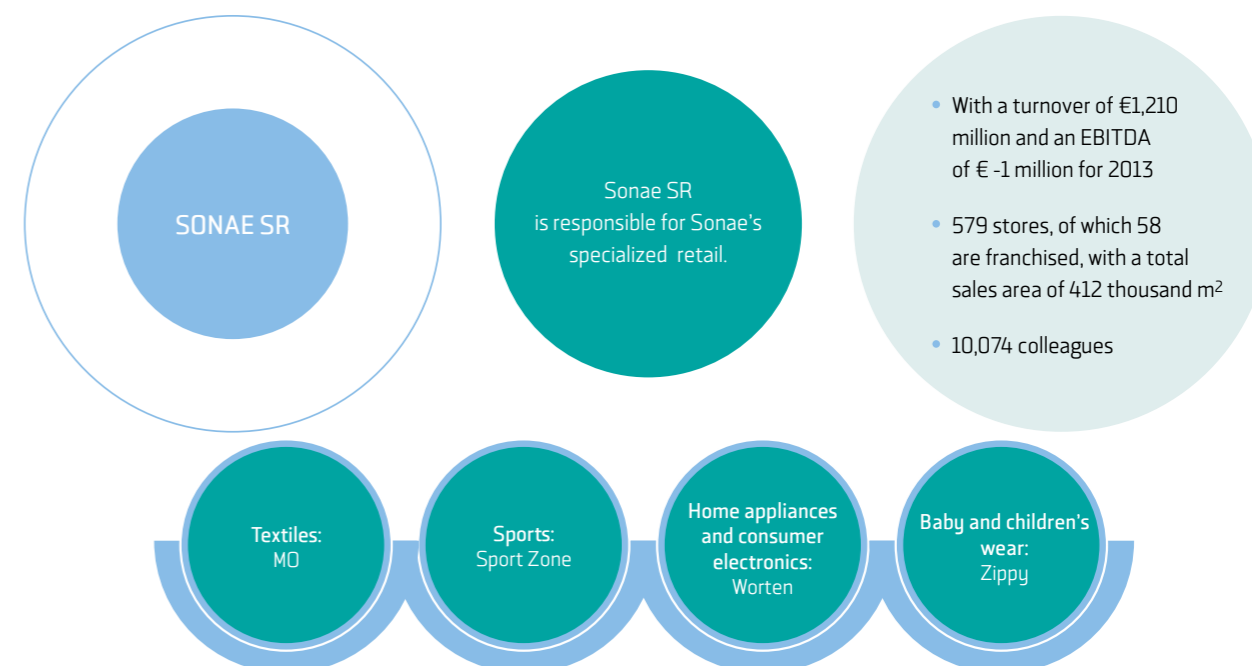 SONAE SR
Sonae SR
is responsible for Sonae's
specialized retail.
• With a turnover of €1,210
million and an EBITDA
of € -1 million for 2013
• 579 stores, of which 58
are franchised, with a total
sales area of 412 thousand m²
• 10,074 colleagues
Textiles:
MO
Sports:
Sport Zone
Home appliances
and consumer
electronics:
Worten
Baby and children's
wear:
Zippy